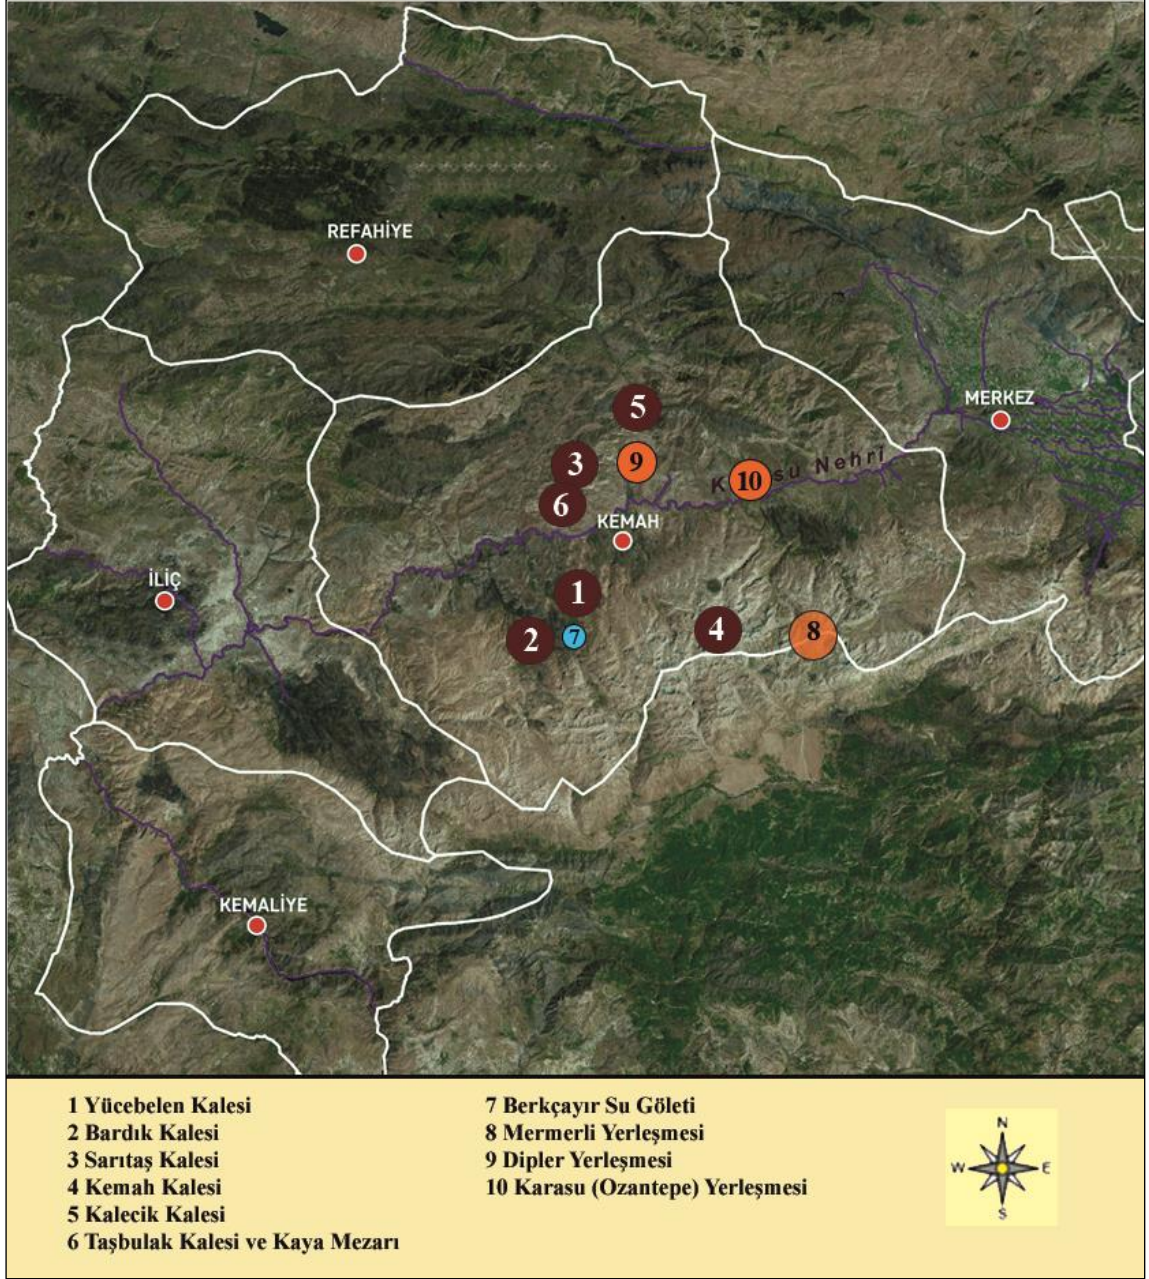 REFAHİYE
MERKEZ
5
3
9
10
K su Nehri
6
KEMAH
İLİÇ
1
2
7
4
8
KEMALİYE
1 Yücebelen Kalesi
2 Bardık Kalesi
3 Sarıtaş Kalesi
4 Kemah Kalesi
5 Kalecik Kalesi
6 Taşbulak Kalesi ve Kaya Mezarı
7 Berkçayır Su Göleti
8 Mermerli Yerleşmesi
9 Dipler Yerleşmesi
10 Karasu (Ozantepe) Yerleşmesi
N
W E
S